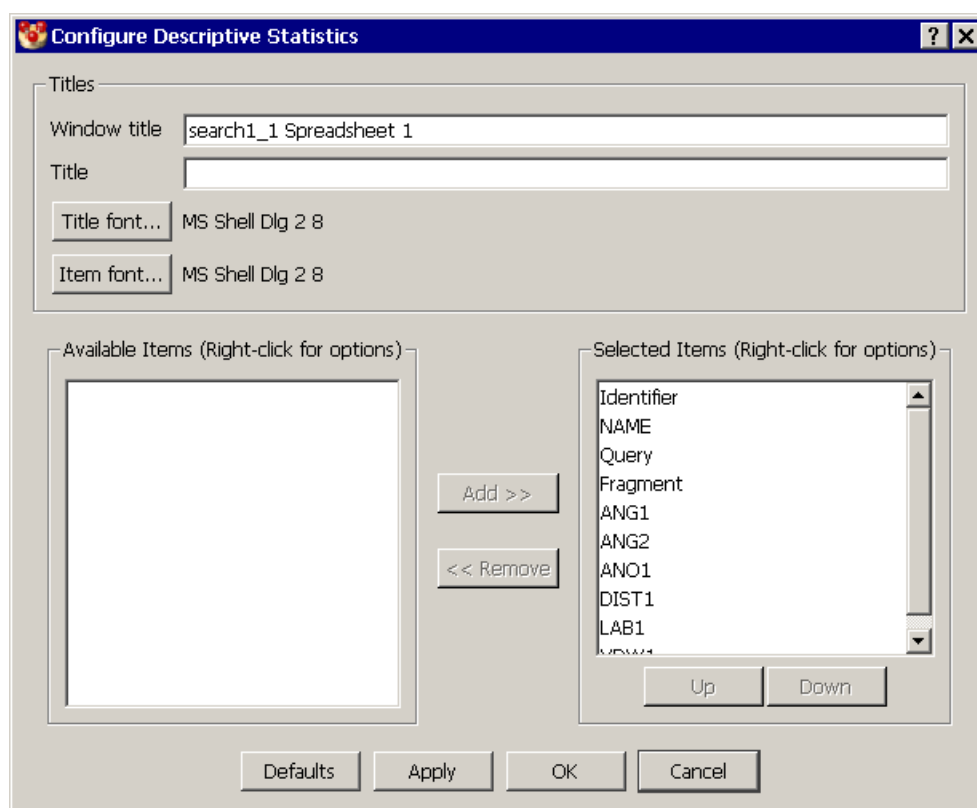 Configure Descriptive Statistics
Titles
Window title search1_1 Spreadsheet 1
Title
Title font... MS Shell Dlg 2 8
Item font... MS Shell Dlg 2 8
Available Items (Right-click for options)
Selected Items (Right-click for options)
Identifier
NAME
Query
Fragment
ANG1
ANG2
ANO1
DIST1
LAB1
Add >>
<< Remove
Up Down
Defaults Apply OK Cancel